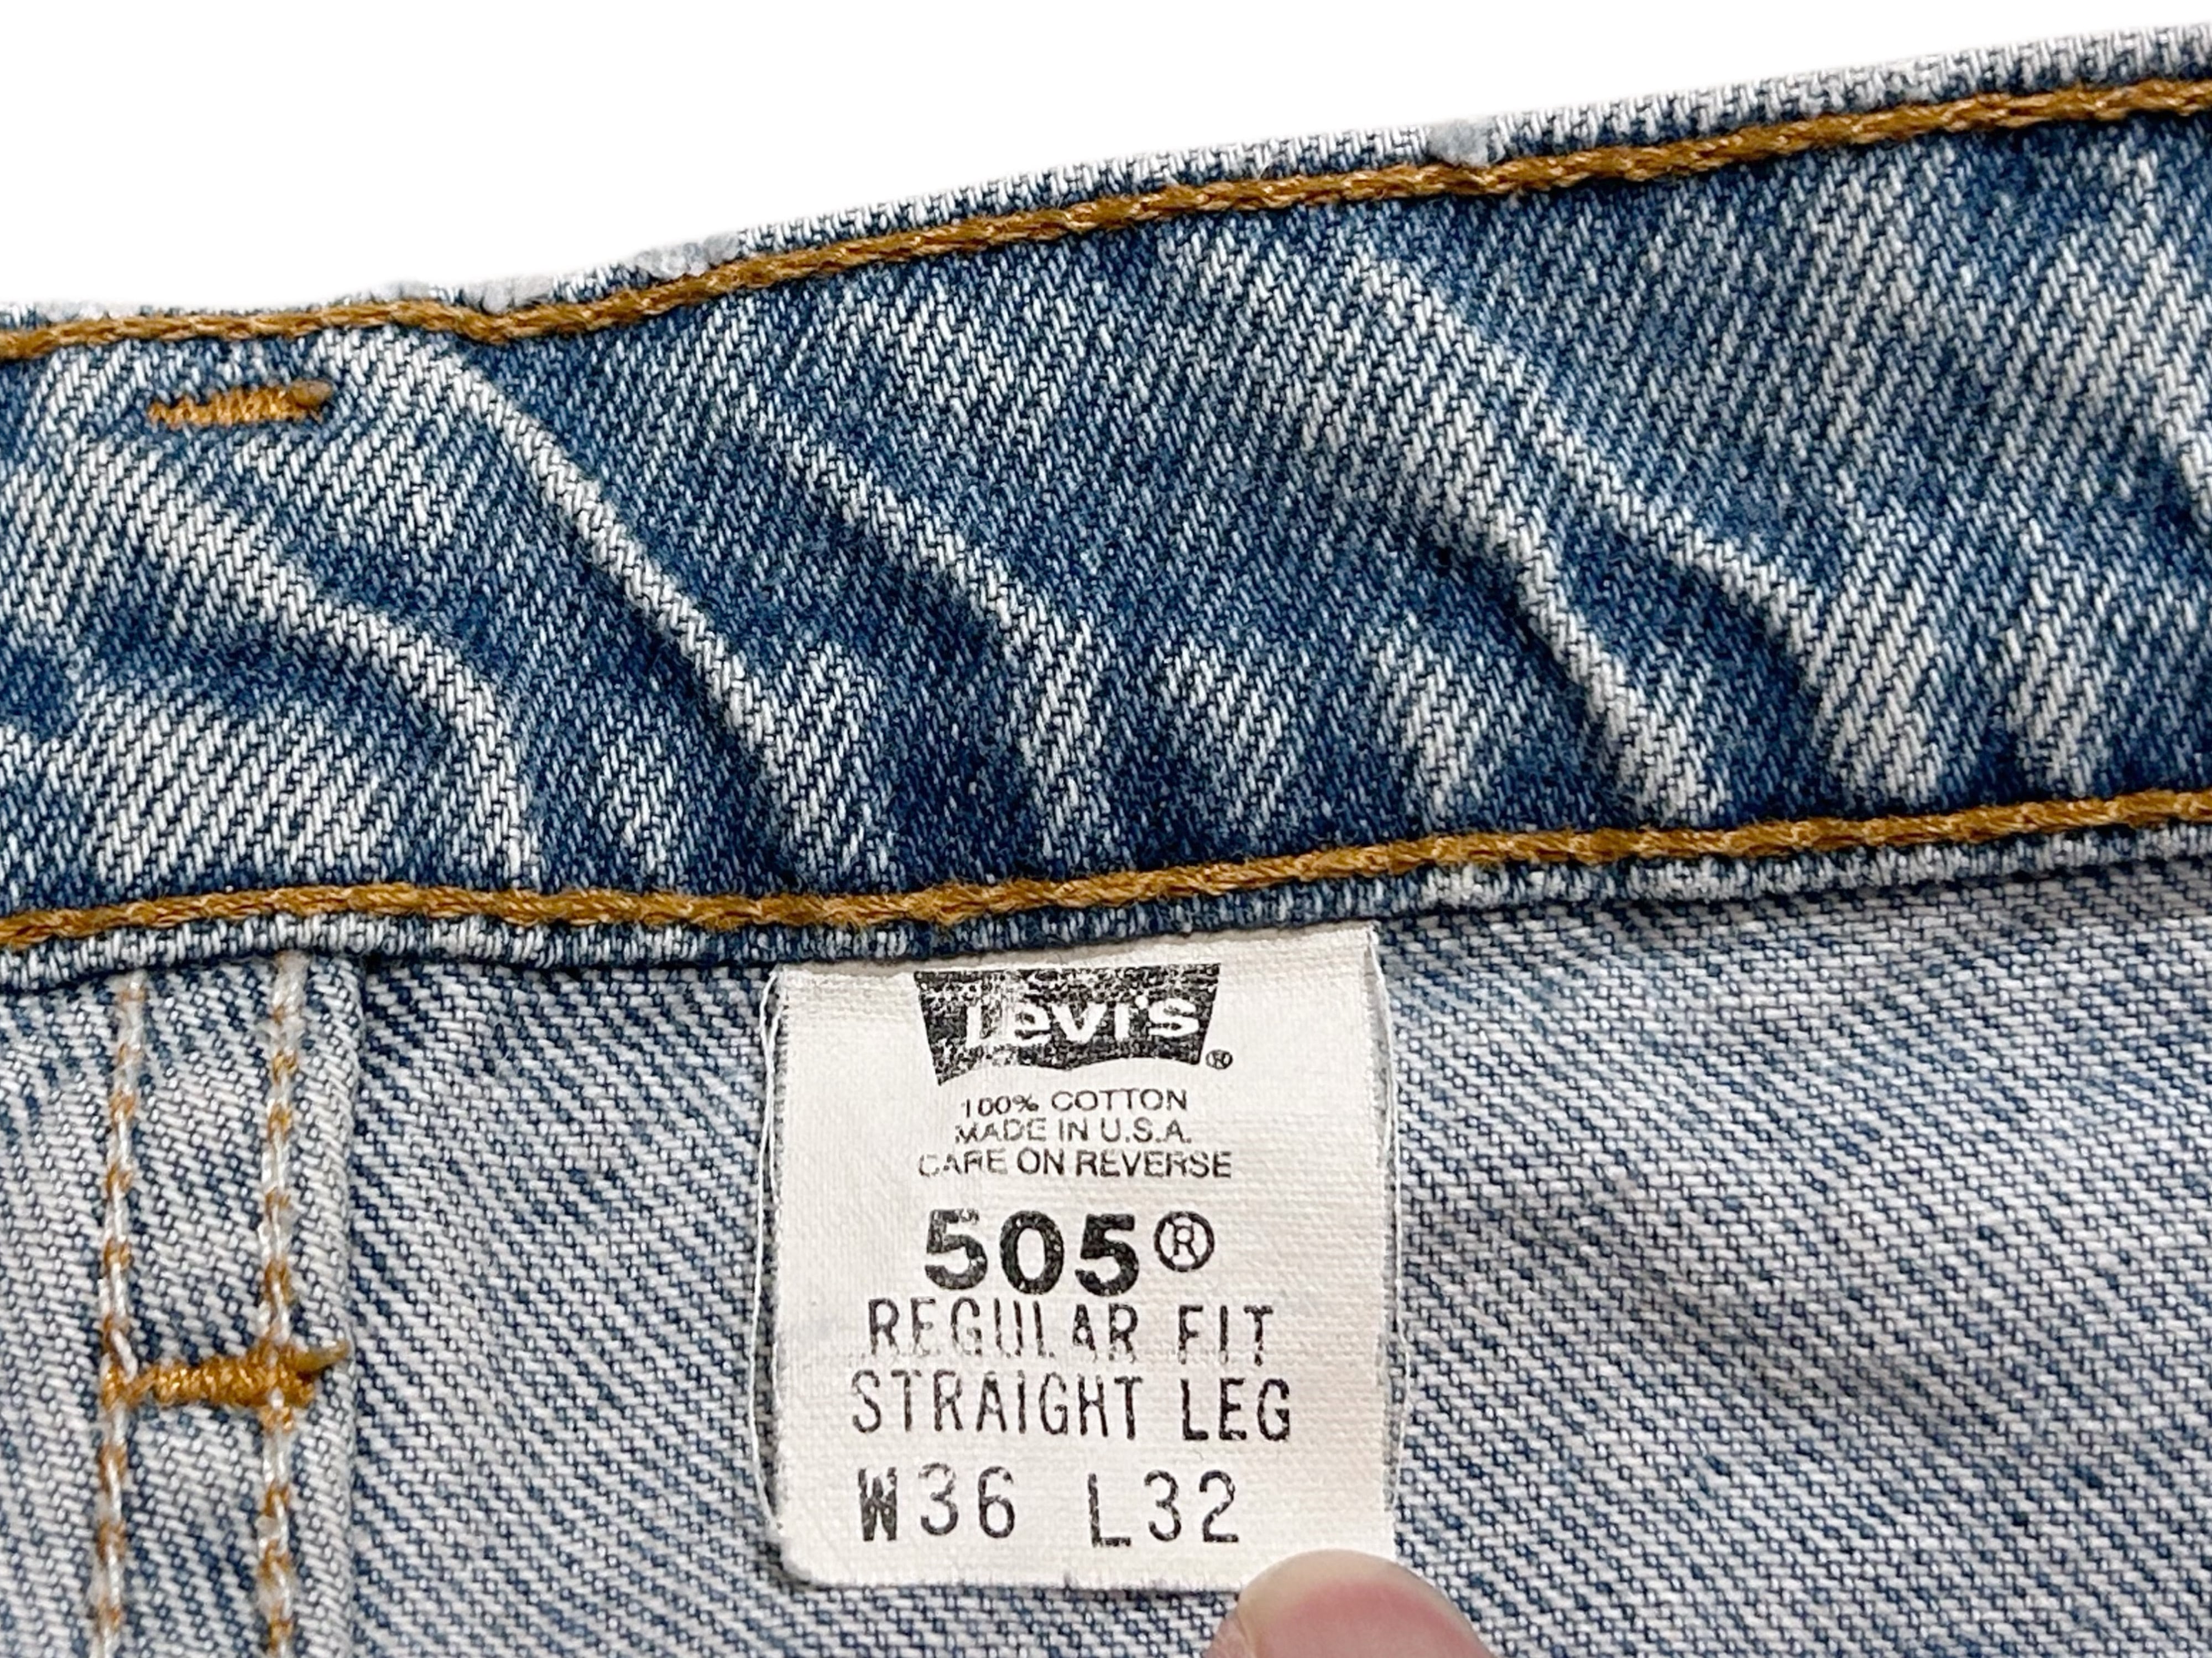 Levi's ®
100% COTTON
MADE IN U.S.A.
CARE ON REVERSE
505®
REGULAR FIT
STRAIGHT LEG
W36 L32